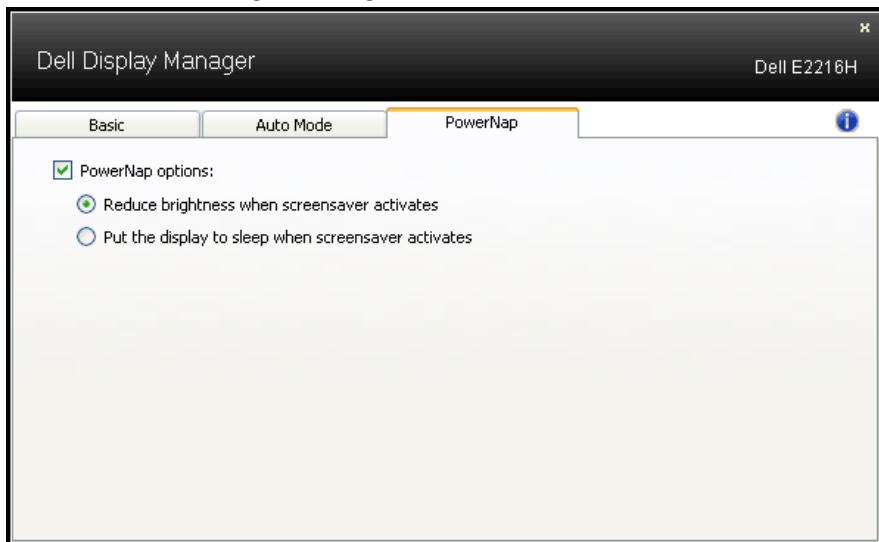 Dell Display Manager
Dell E2216H
Basic Auto Mode PowerNap
PowerNap options:
Reduce brightness when screensaver activates
Put the display to sleep when screensaver activates